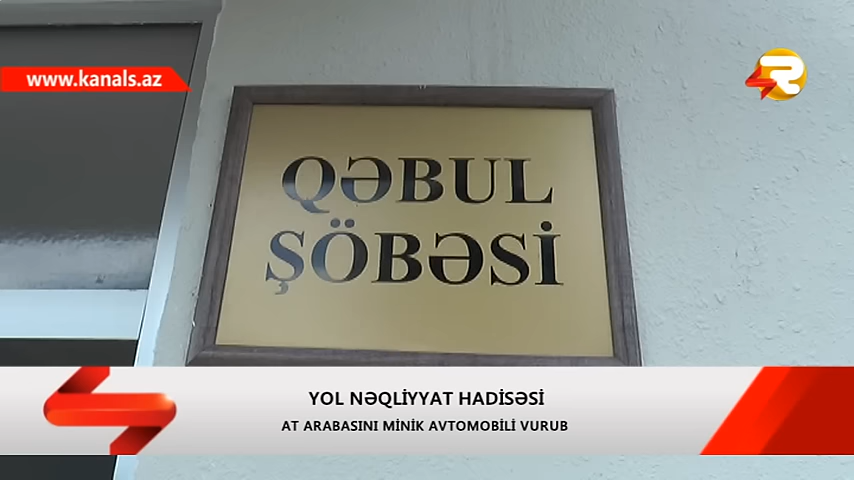 www.kanals.az
QƏBUL
ŞÖBƏSİ
YOL NƏQLİYYAT HADİSƏSİ
AT ARABASINI MİNİK AVTOMOBİLİ VURUB